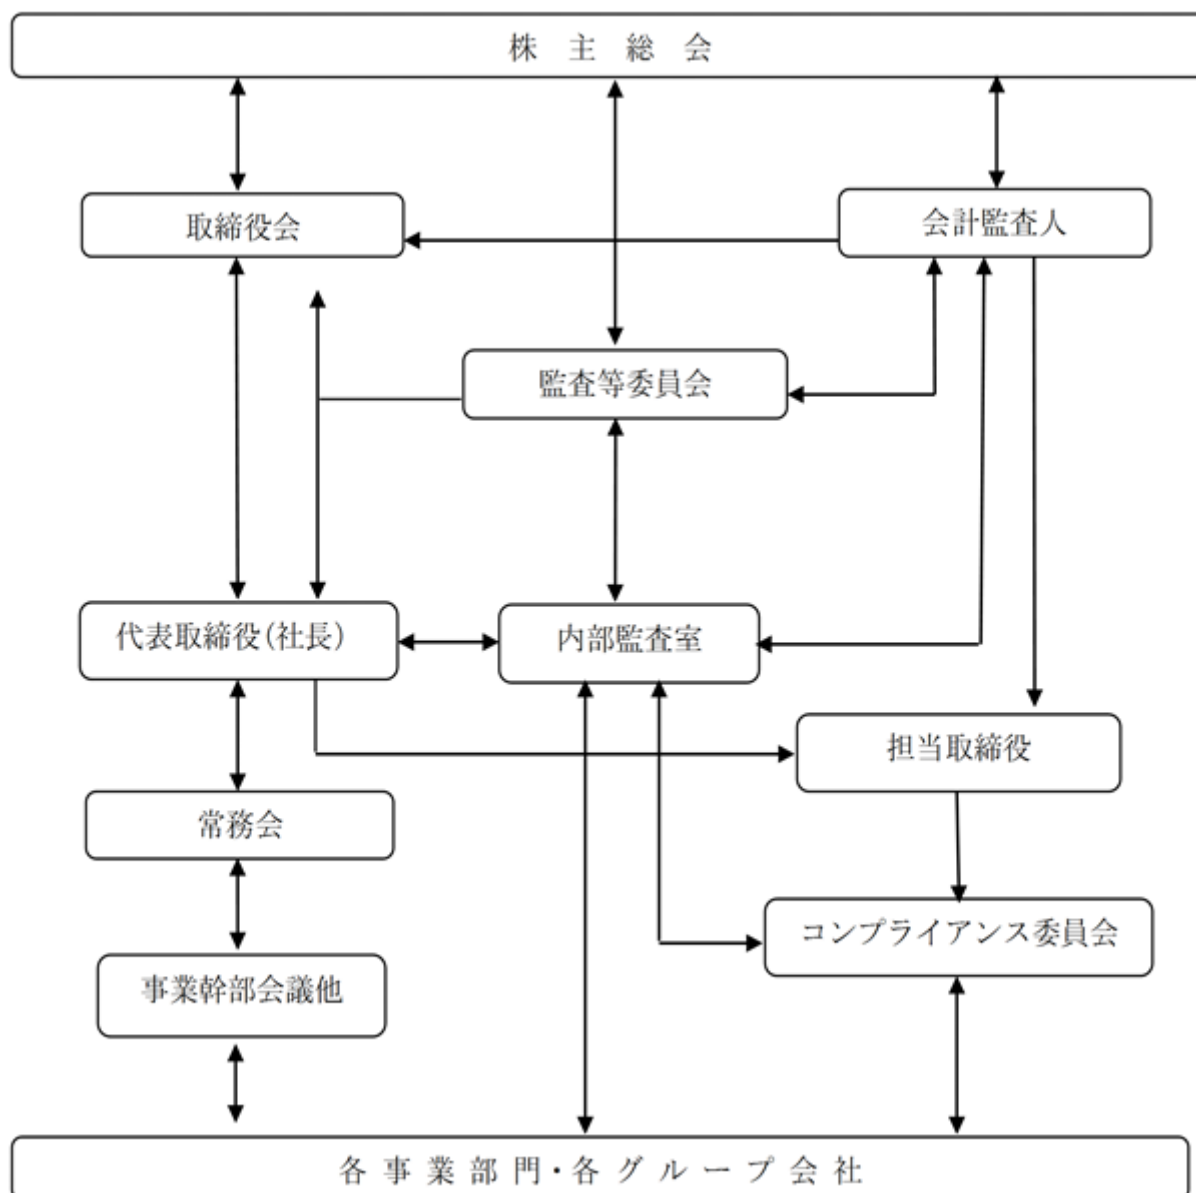 株主総会
取締役会
会計監査人
監査等委員会
代表取締役(社長)
内部監査室
担当取締役
常務会
コンプライアンス委員会
事業幹部会議他
各事業部門・各グループ会社